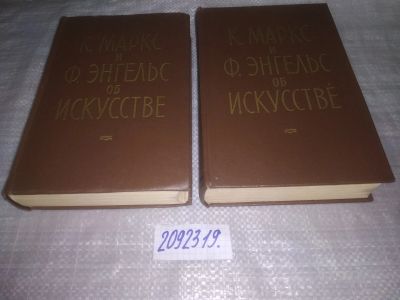 К. МАРКС
И
Ф. ЭНГЕЛЬС
ОБ
ИСКУССТВЕ
К. МАРКС
И
Ф. ЭНГЕЛЬС
ОБ
ИСКУССТВЕ
2092319.